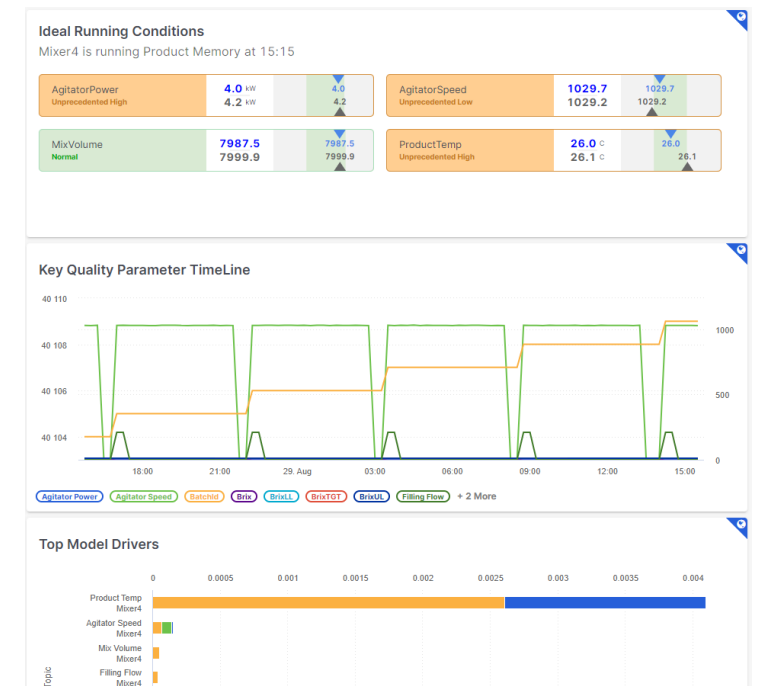 Ideal Running Conditions
Mixer4 is running Product Memory at 15:15
AgitatorPower
Unprecedented High
4.0 kW
4.2 kW
4.0
4.2
AgitatorSpeed
Unprecedented Low
1029.7
1029.2
1029.7
1029.2
MixVolume
Normal
7987.5
7999.9
7987.5
7999.9
ProductTemp
Unprecedented High
26.0 C
26.1 C
26.0
26.1
Key Quality Parameter TimeLine
40 110
40 108
40 106
40 104
1000
500
0
18:00 21:00 29. Aug 03:00 06:00 09:00 12:00 15:00
Agitator Power Agitator Speed BatchId Brix BrixLL BrixTGT BrixUL Filling Flow + 2 More
Top Model Drivers
0 0.0005 0.001 0.0015 0.002 0.0025 0.003 0.0035 0.004
Product Temp
Mixer4
Agitator Speed
Mixer4
Mix Volume
Mixer4
Filling Flow
Mixer4
Topic